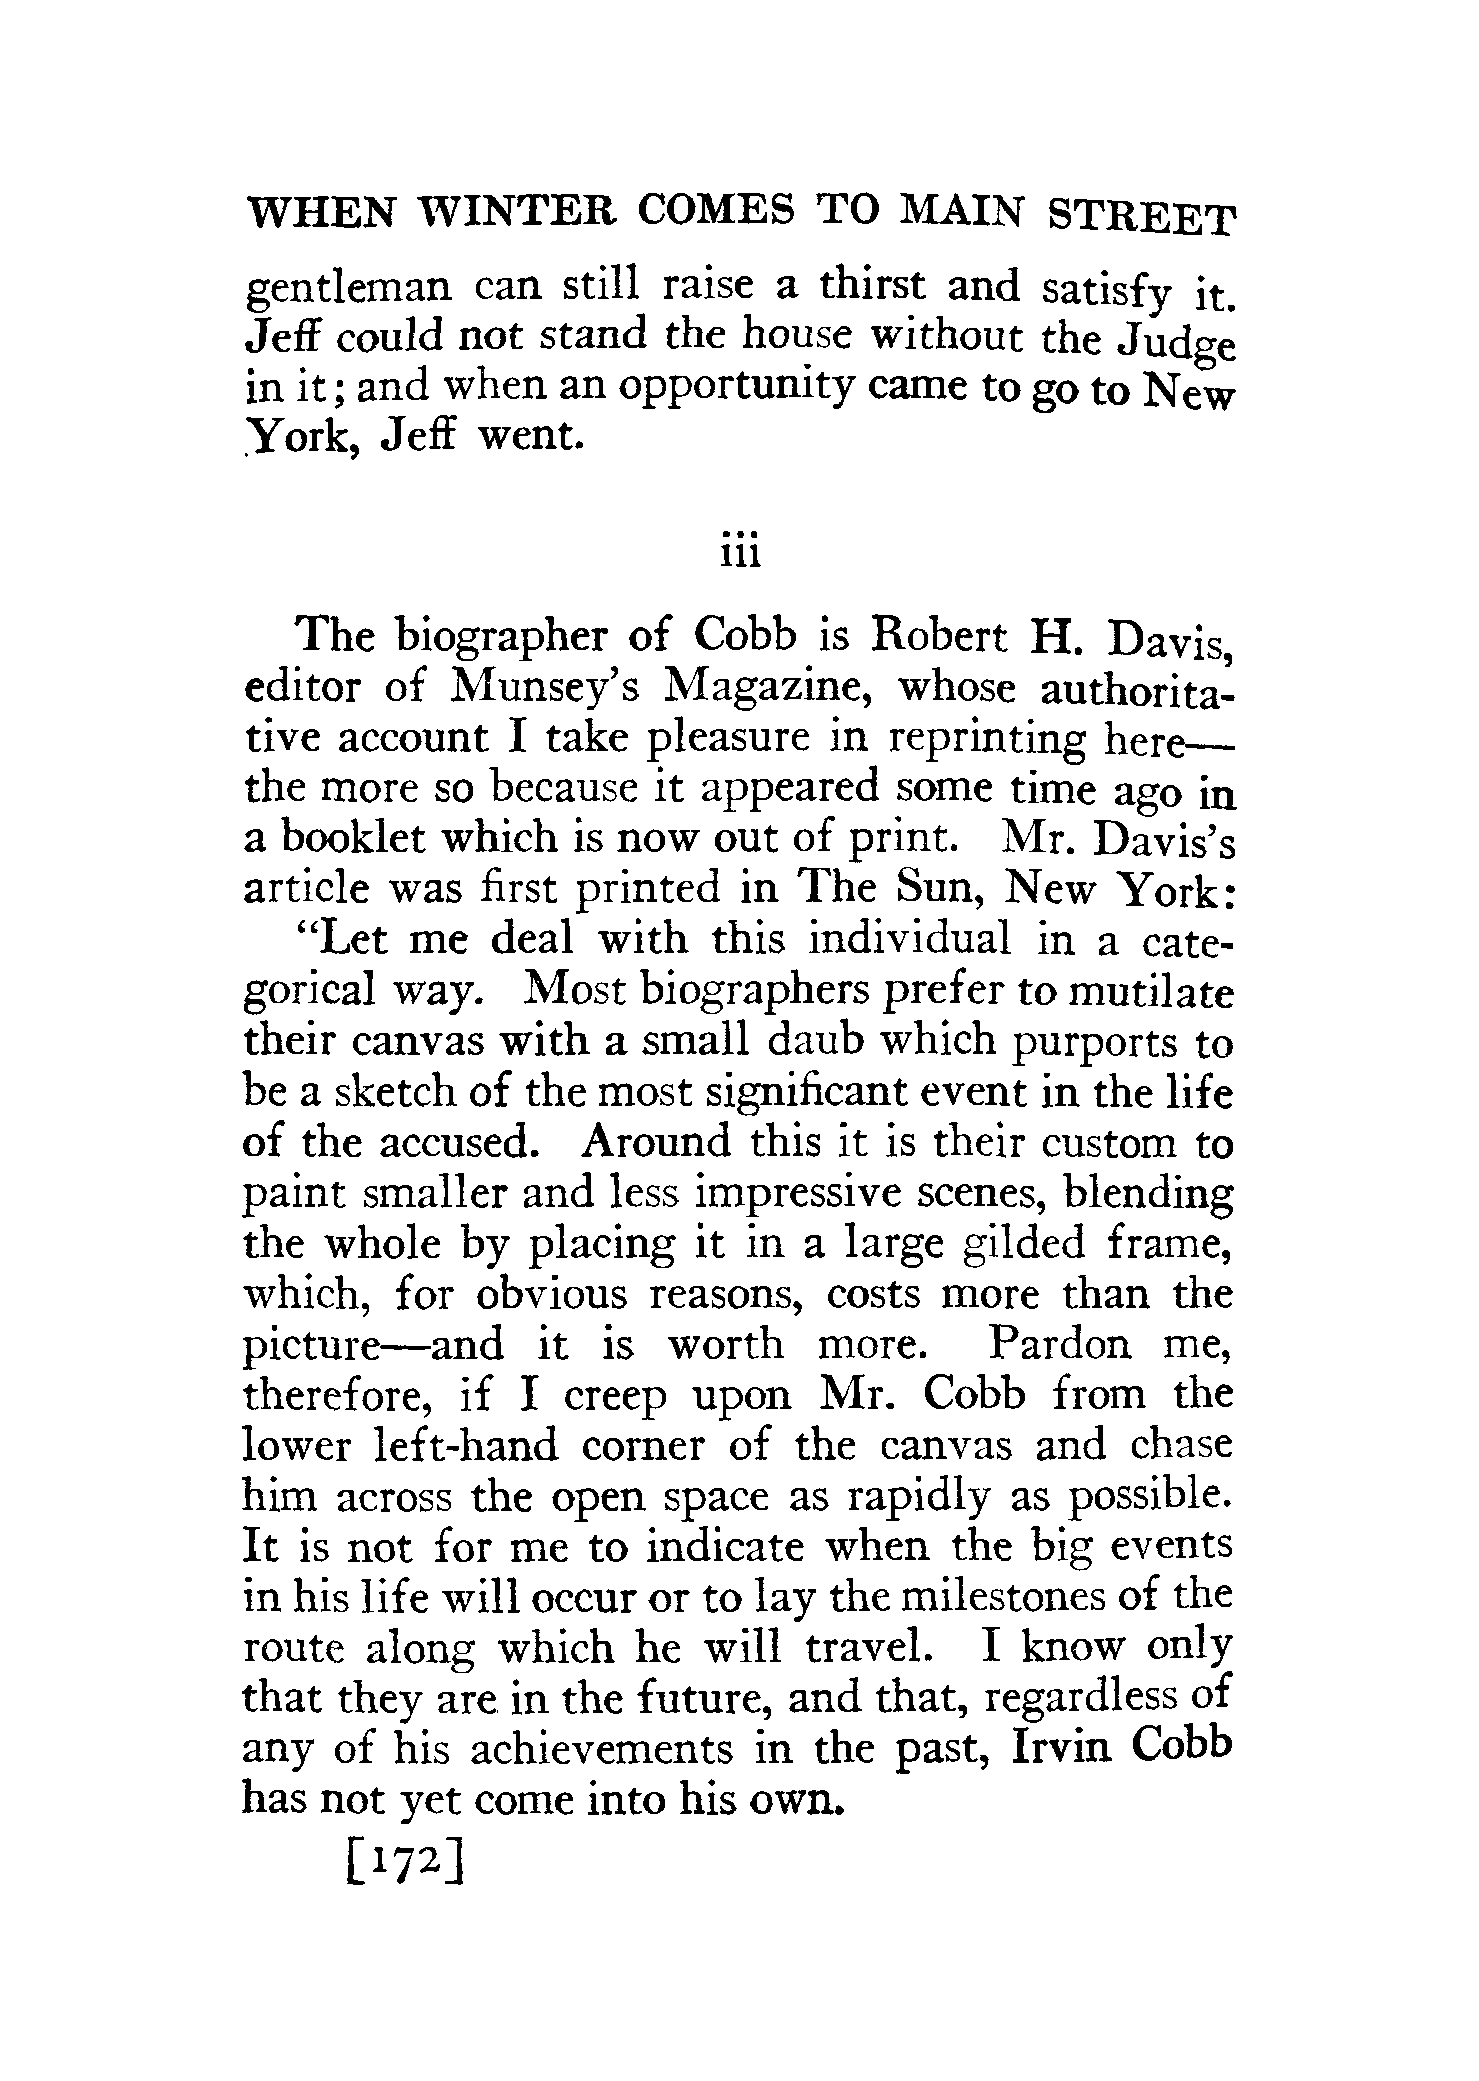 WHEN WINTER COMES TO MAIN STREET
gentleman can still raise a thirst and satisfy it.
Jeff could not stand the house without the Judge
in it; and when an opportunity came to go to New
York, Jeff went.
iii
The biographer of Cobb is Robert H. Davis,
editor of Munsey's Magazine, whose authorita-
tive account I take pleasure in reprinting here—
the more so because it appeared some time ago in
a booklet which is now out of print. Mr. Davis's
article was first printed in The Sun, New York:
“Let me deal with this individual in a cate-
gorical way. Most biographers prefer to mutilate
their canvas with a small daub which purports to
be a sketch of the most significant event in the life
of the accused. Around this it is their custom to
paint smaller and less impressive scenes, blending
the whole by placing it in a large gilded frame,
which, for obvious reasons, costs more than the
picture—and it is worth more. Pardon me,
therefore, if I creep upon Mr. Cobb from the
lower left-hand corner of the canvas and chase
him across the open space as rapidly as possible.
It is not for me to indicate when the big events
in his life will occur or to lay the milestones of the
route along which he will travel. I know only
that they are in the future, and that, regardless of
any of his achievements in the past, Irvin Cobb
has not yet come into his own.
[172]